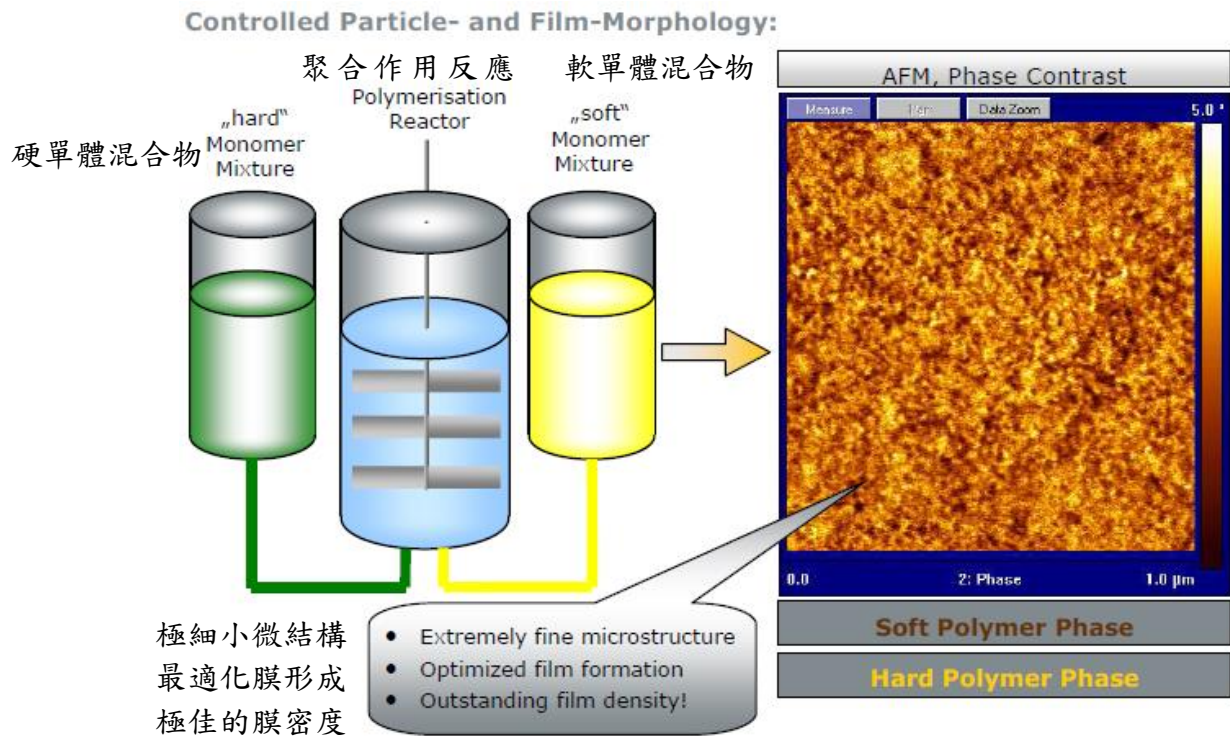 Controlled Particle- and Film-Morphology:
聚合作用反應
Polymerisation
Reactor
軟單體混合物
„soft“
Monomer
Mixture
硬單體混合物
„hard“
Monomer
Mixture
AFM, Phase Contrast
Measure
Data Zoom
5.0 °
0.0
2: Phase
1.0 µm
極細小微結構
最適化膜形成
極佳的膜密度
• Extremely fine microstructure
• Optimized film formation
• Outstanding film density!
Soft Polymer Phase
Hard Polymer Phase